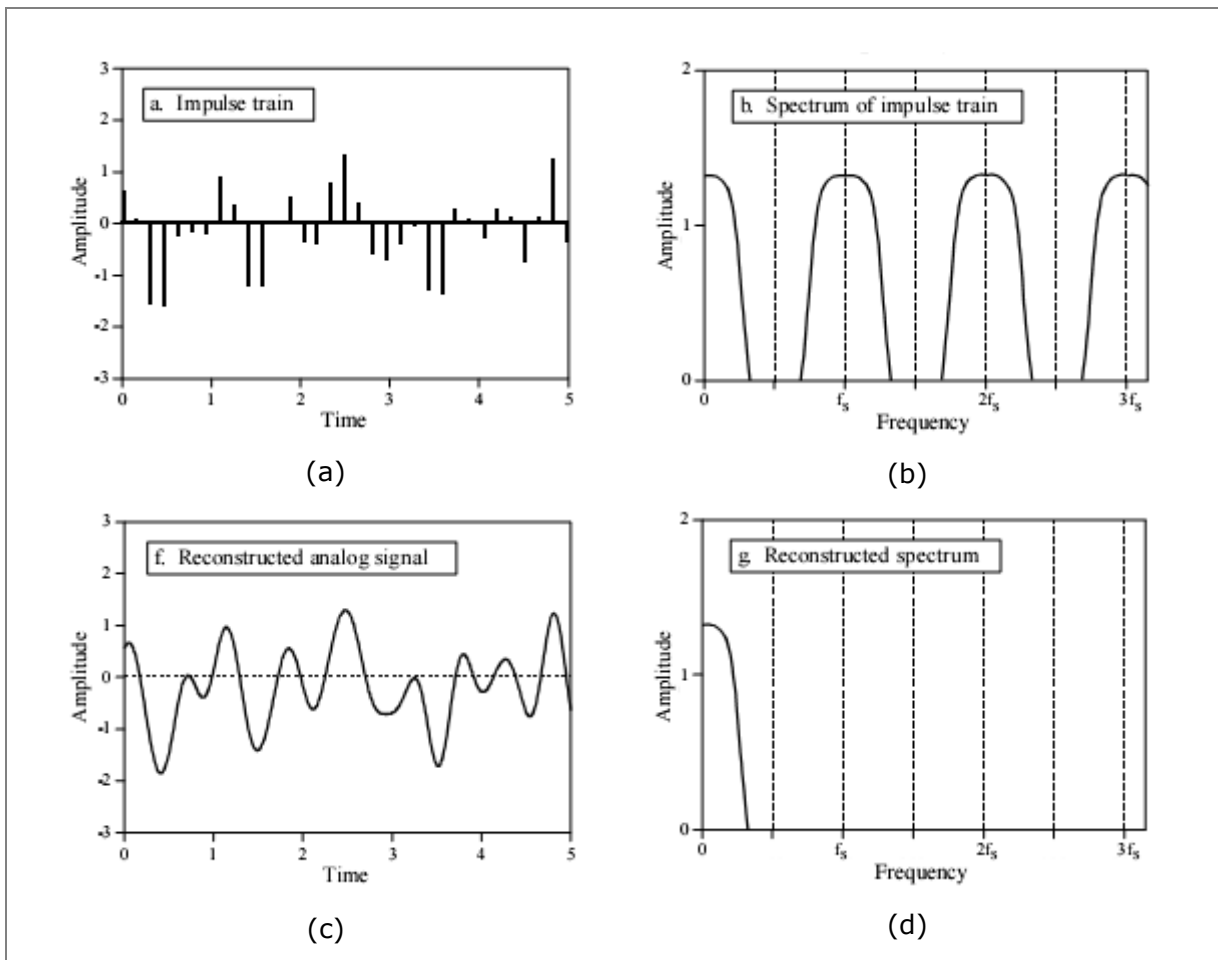 3
a. Impulse train
2
1
0
-1
-2
-3
Amplitude
0 1 2 3 4 5
Time
(a)
2
b. Spectrum of impulse train
1
0
Amplitude
0 fs 2fs 3fs
Frequency
(b)
3
f. Reconstructed analog signal
2
1
0
-1
-2
-3
Amplitude
0 1 2 3 4 5
Time
(c)
2
g. Reconstructed spectrum
1
0
Amplitude
0 fs 2fs 3fs
Frequency
(d)